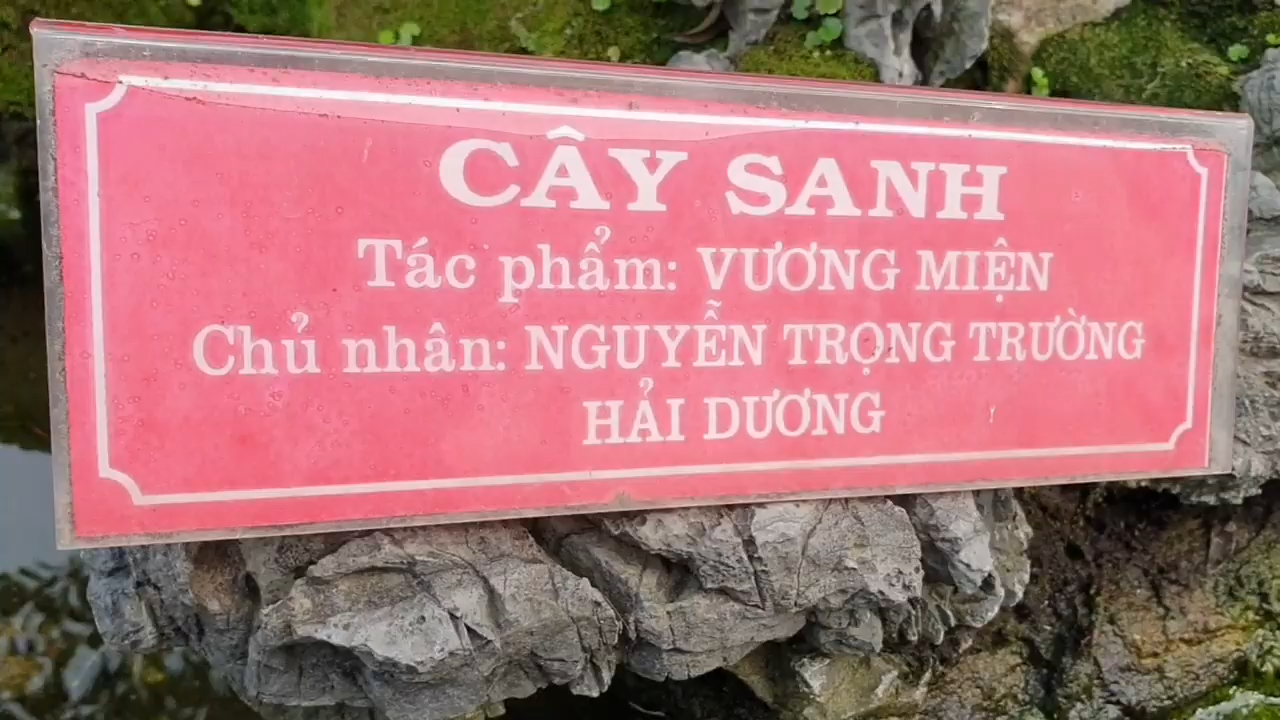 CÂY SANH
Tác phẩm: VƯƠNG MIỆN
Chủ nhân: NGUYỄN TRỌNG TRƯỜNG
HẢI DƯƠNG